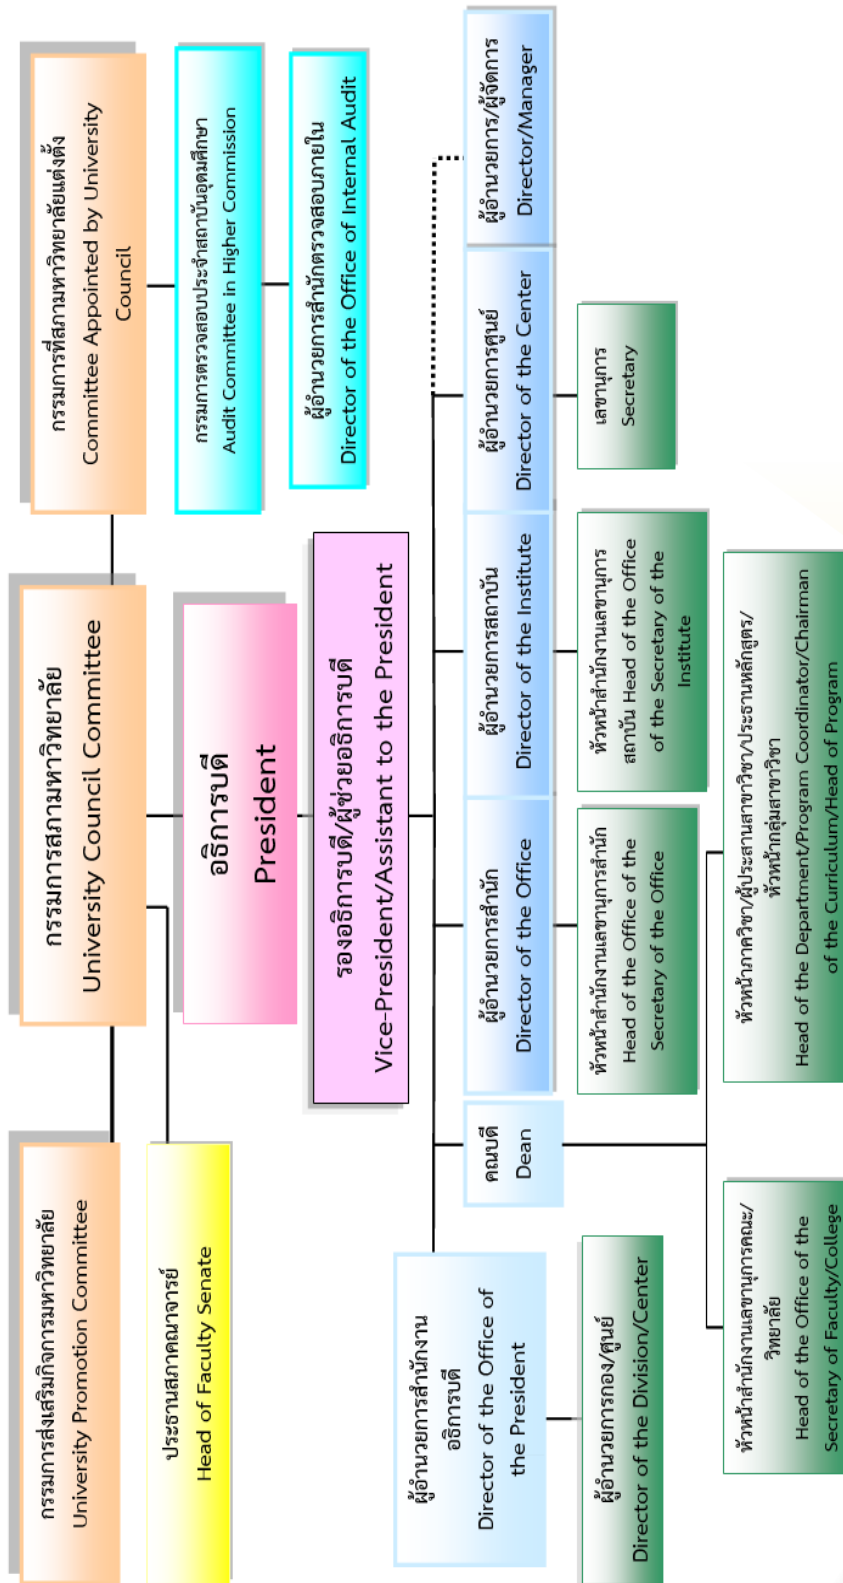 กรรมการส่งเสริมกิจการมหาวิทยาลัย
University Promotion Committee
กรรมการสภามหาวิทยาลัย
University Council Committee
กรรมการที่สภามหาวิทยาลัยแต่งตั้ง
Committee Appointed by University
Council
ประธานสภาคณาจารย์
Head of Faculty Senate
อธิการบดี
President
กรรมการตรวจสอบประจำสถาบันอุดมศึกษา
Audit Committee in Higher Commission
ผู้อำนวยการสำนักตรวจสอบภายใน
Director of the Office of Internal Audit
รองอธิการบดี/ผู้ช่วยอธิการบดี
Vice-President/Assistant to the President
ผู้อำนวยการสำนักงาน
อธิการบดี
Director of the Office of
the President
คณบดี
Dean
ผู้อำนวยการสำนัก
Director of the Office
ผู้อำนวยการสถาบัน
Director of the Institute
ผู้อำนวยการศูนย์
Director of the Center
ผู้อำนวยการ/ผู้จัดการ
Director/Manager
ผู้อำนวยการกอง/ศูนย์
Director of the Division/Center
หัวหน้าสำนักงานเลขานุการสำนัก
Head of the Office of the
Secretary of the Office
หัวหน้าสำนักงานเลขานุการ
สถาบัน Head of the Office
of the Secretary of the
Institute
เลขานุการ
Secretary
หัวหน้าสำนักงานเลขานุการคณะ/
วิทยาลัย
Head of the Office of the
Secretary of Faculty/College
หัวหน้าภาควิชา/ผู้ประสานสาขาวิชา/ประธานหลักสูตร/
หัวหน้ากลุ่มสาขาวิชา
Head of the Department/Program Coordinator/Chairman
of the Curriculum/Head of Program